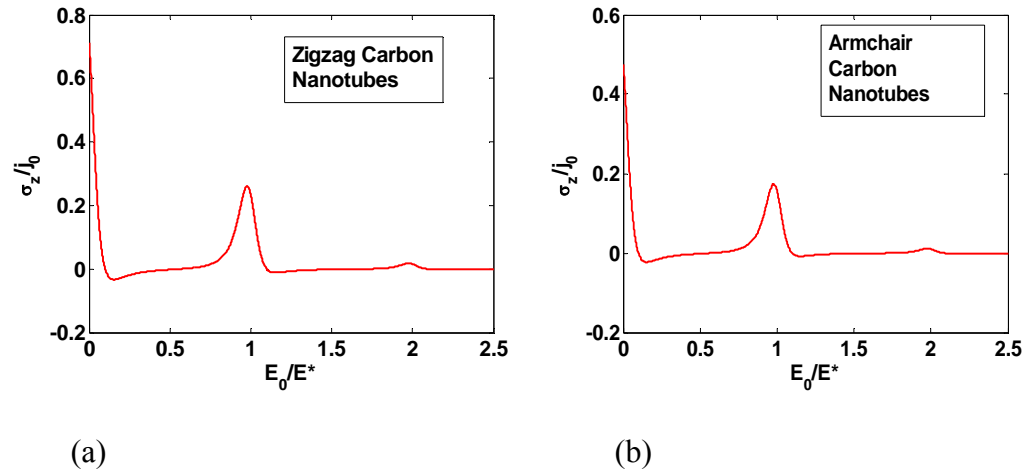 0.8
0.6
0.4
0.2
0
-0.2
σz/j0
0
0.5
1
1.5
2
2.5
E0/E*
Zigzag Carbon
Nanotubes
(a)
0.6
0.4
0.2
0
-0.2
σz/j0
0
0.5
1
1.5
2
2.5
E0/E*
Armchair
Carbon
Nanotubes
(b)